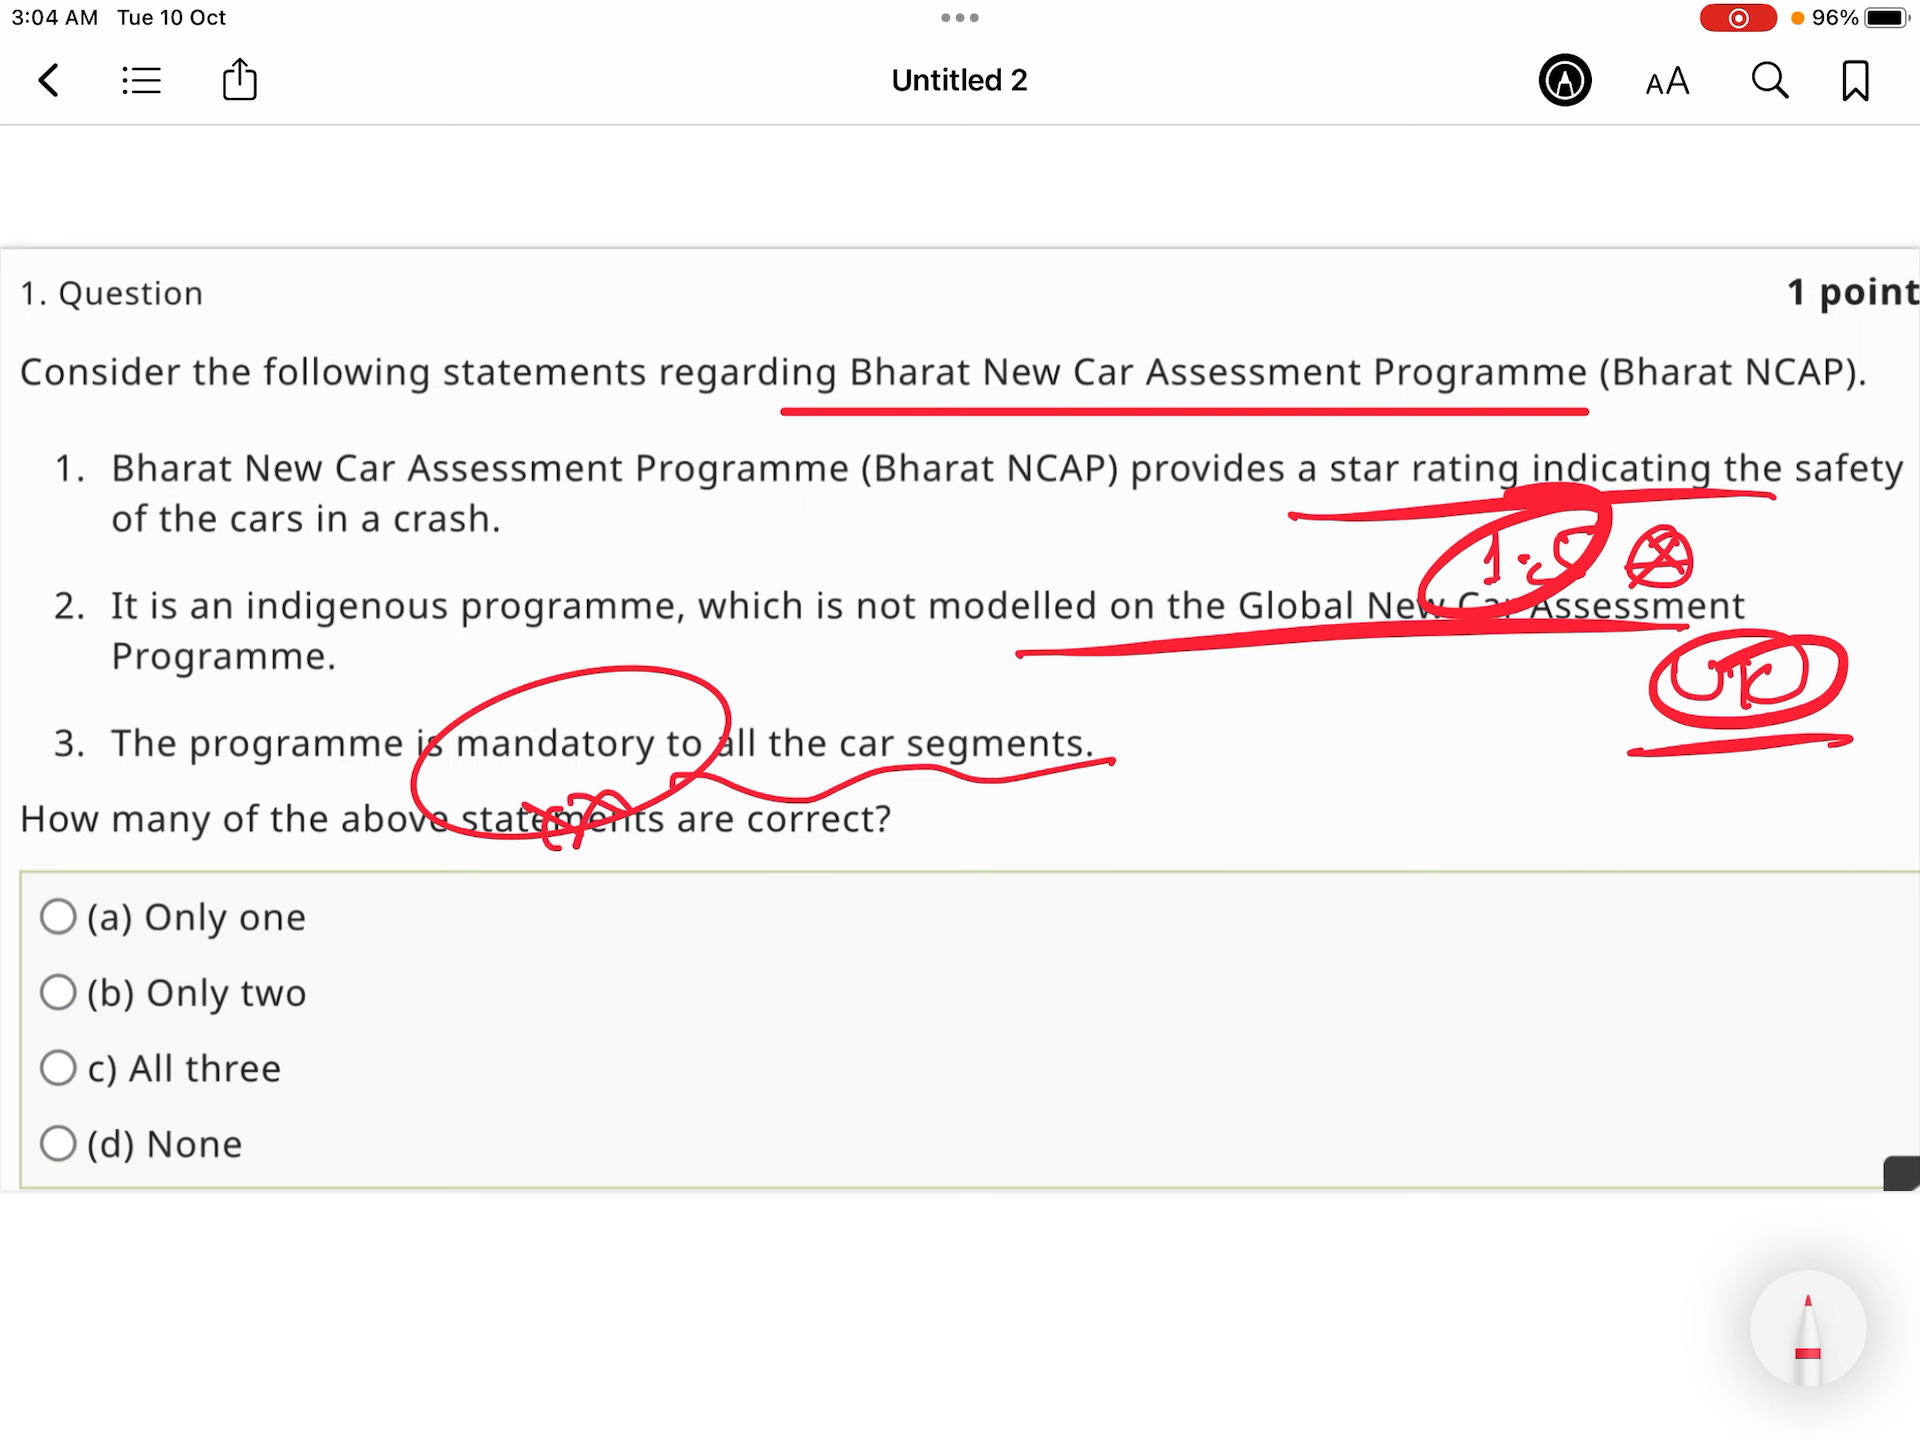 3:04 AM Tue 10 Oct
96%
Untitled 2
AA
1. Question
1 point
Consider the following statements regarding Bharat New Car Assessment Programme (Bharat NCAP).
1. Bharat New Car Assessment Programme (Bharat NCAP) provides a star rating indicating the safety
of the cars in a crash.
1-5
2. It is an indigenous programme, which is not modelled on the Global New Car Assessment
Programme.
UK
3. The programme is mandatory to all the car segments.
How many of the above statements are correct?
(a) Only one
(b) Only two
c) All three
(d) None